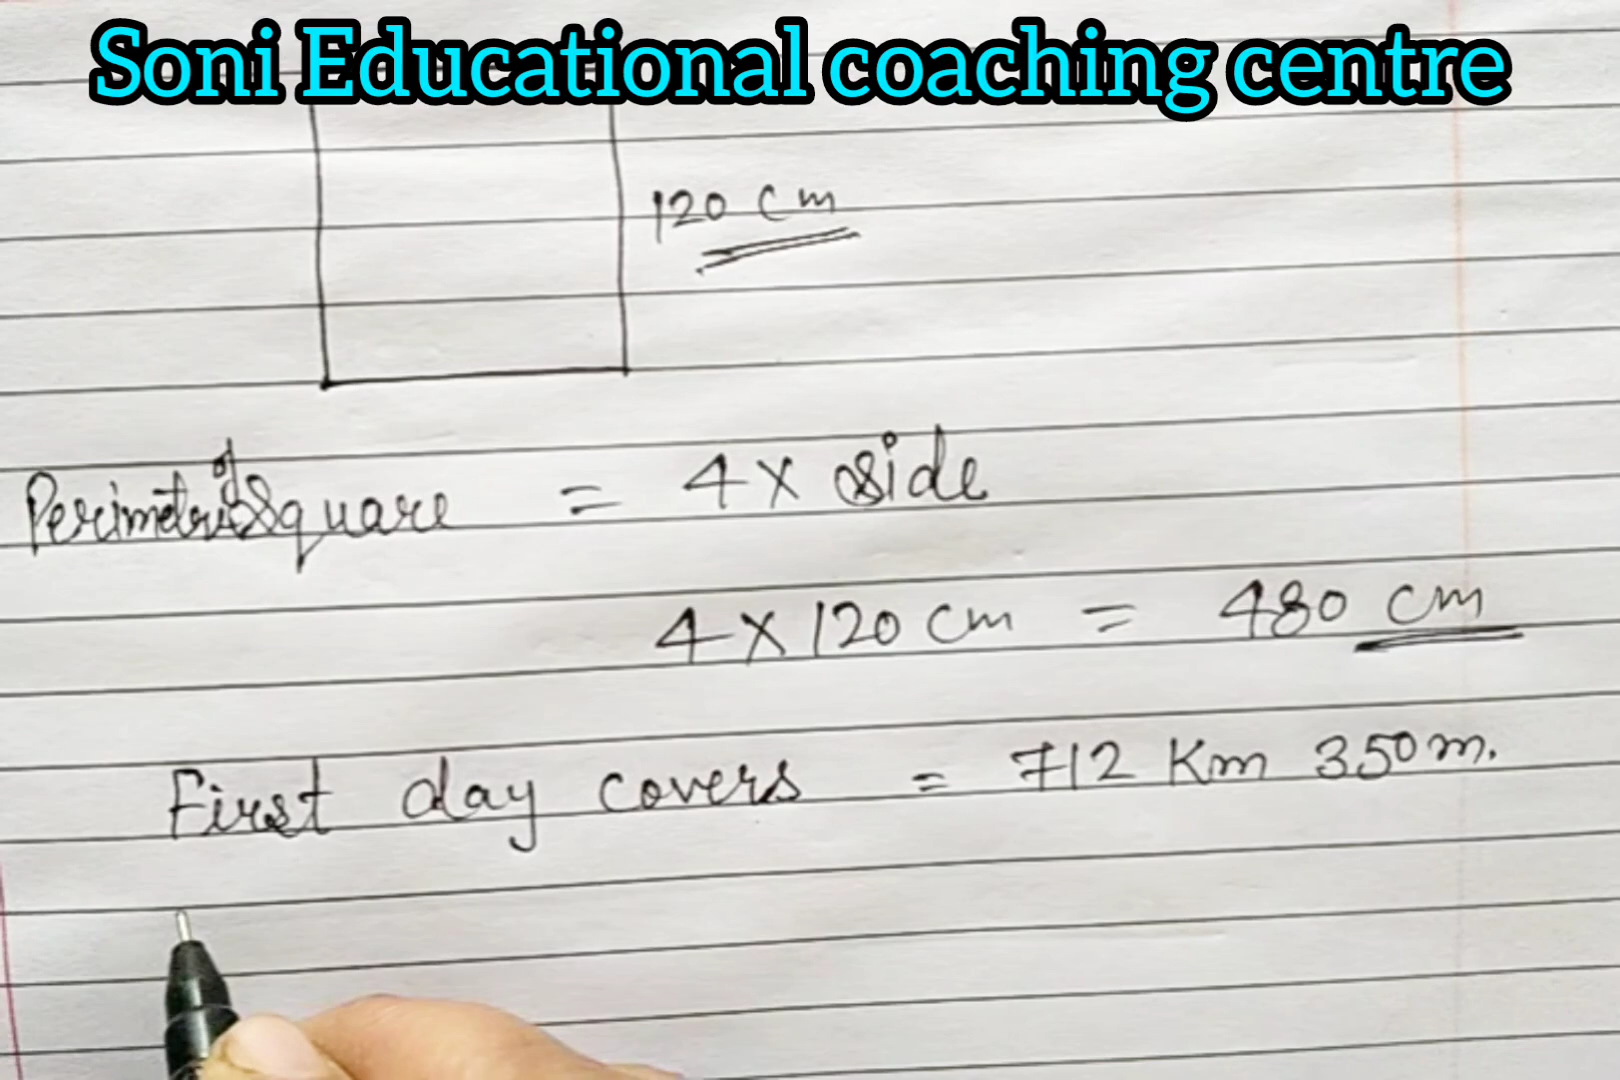 Soni Educational coaching centre
120 cm
Perimetre of Square = 4 × side
4 × 120 cm = 480 cm
First day covers = 712 Km 350 m.